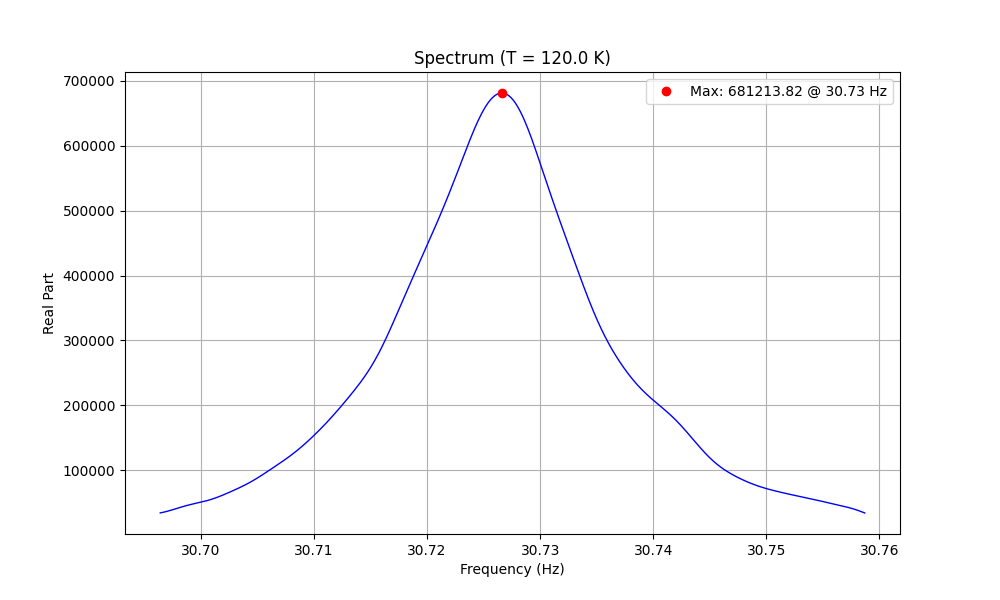 Spectrum (T = 120.0 K)
Max: 681213.82 @ 30.73 Hz
700000
600000
500000
400000
300000
200000
100000
Real Part
30.70 30.71 30.72 30.73 30.74 30.75 30.76
Frequency (Hz)